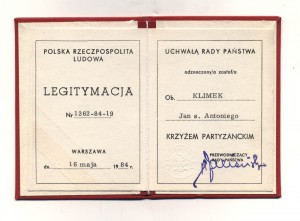 POLSKA RZECZPOSPOLITA
LUDOWA
LEGITYMACJA
Nr 1362-84-19
WARSZAWA
dn. 16 maja 1984 r.
UCHWAŁĄ RADY PAŃSTWA
odznaczony/a został/a
Ob. KLIMEK
Jan s. Antoniego
KRZYŻEM PARTYZANCKIM
PRZEWODNICZĄCY
RADY PAŃSTWA